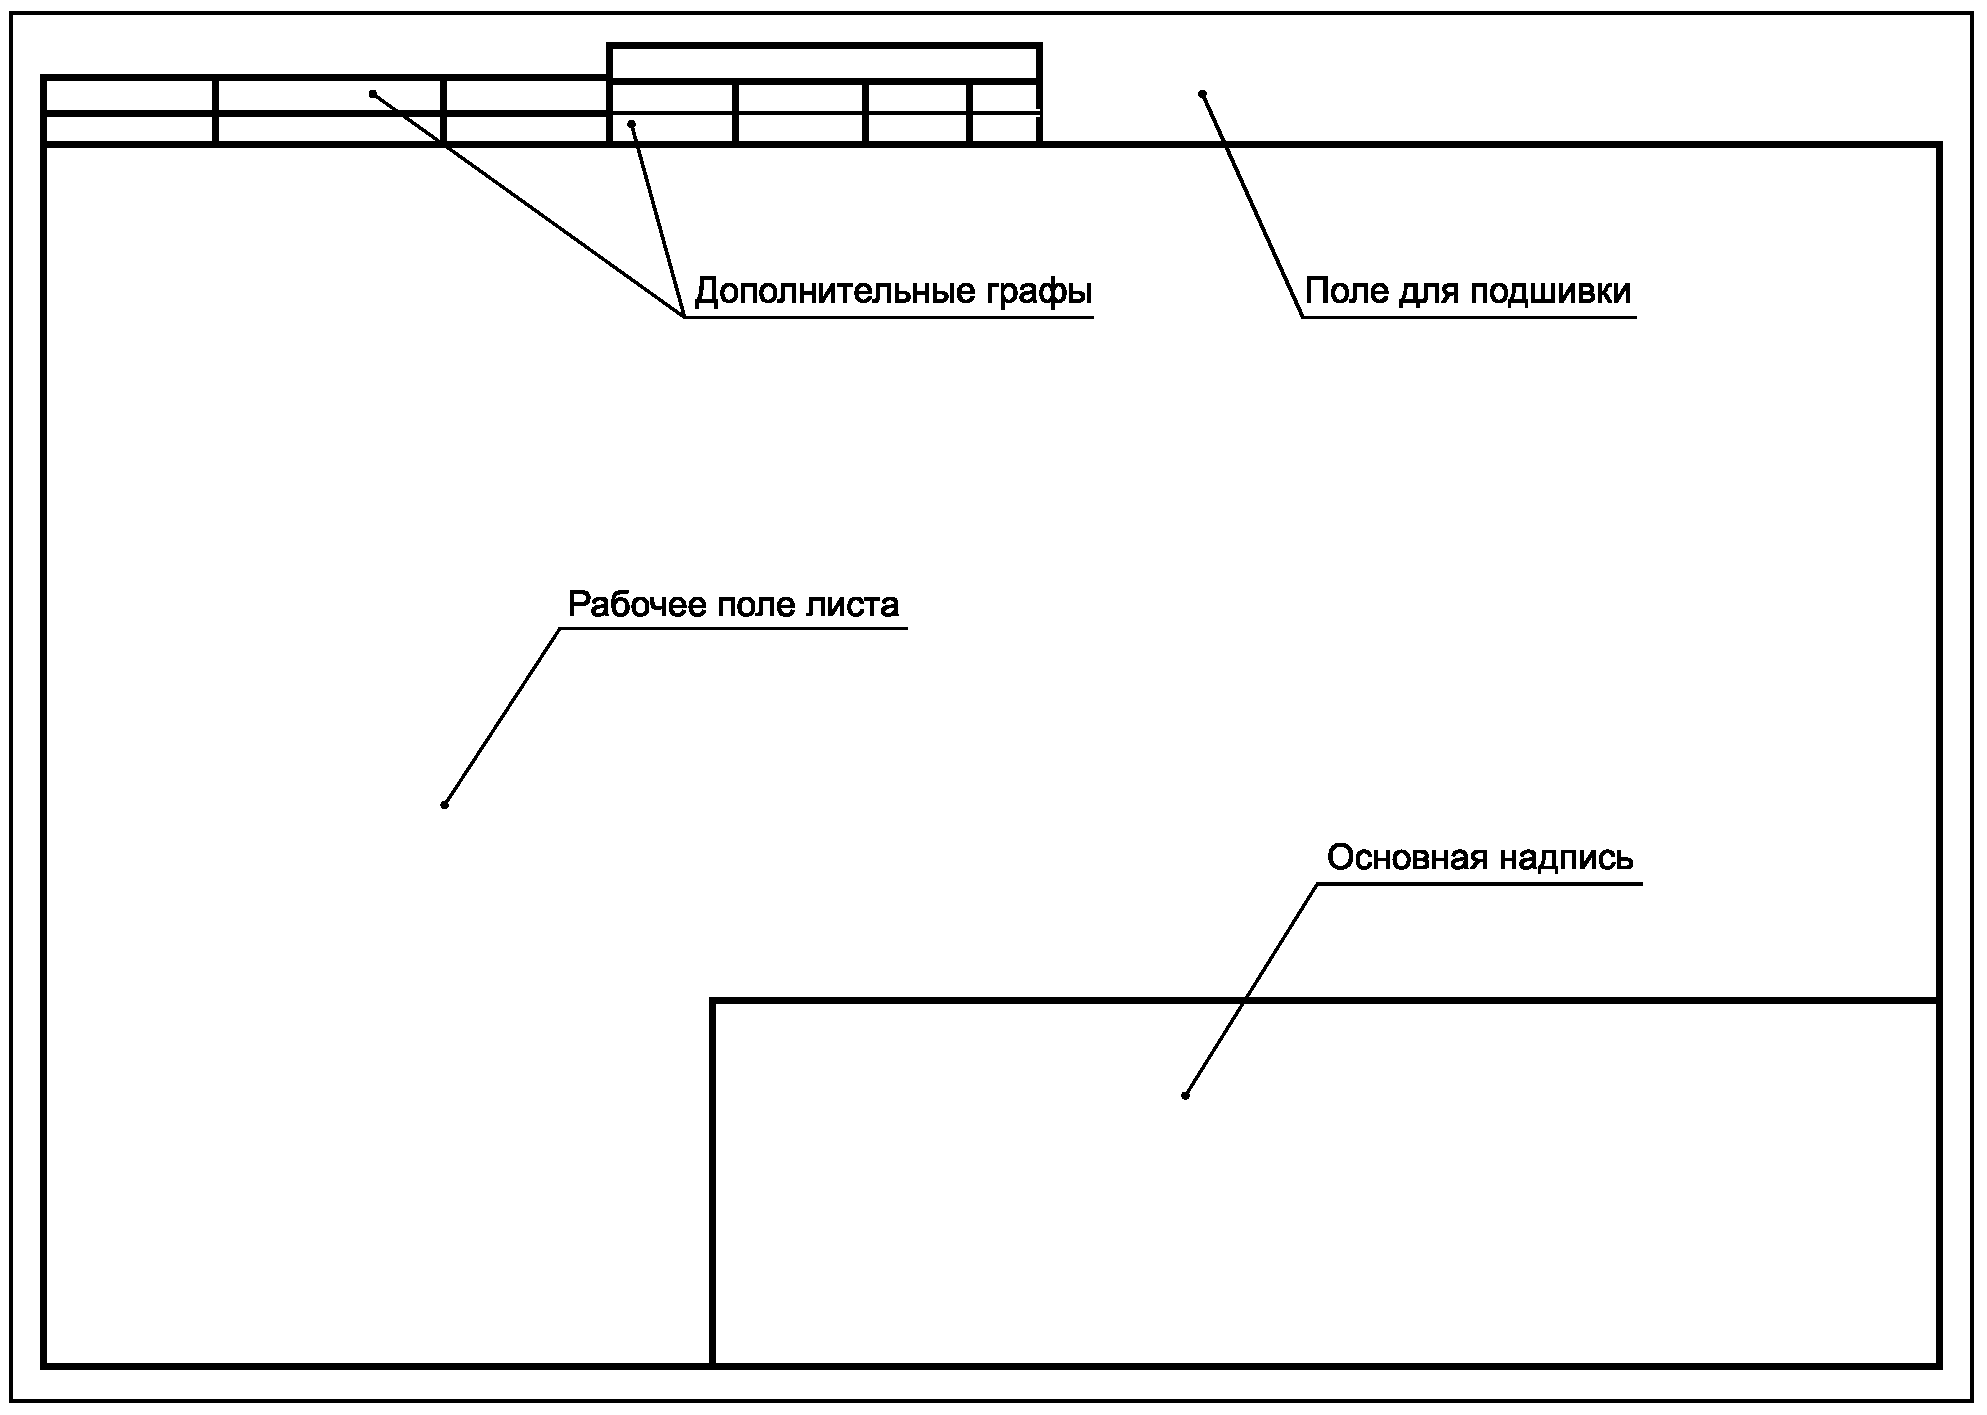 Дополнительные графы
Поле для подшивки
Рабочее поле листа
Основная надпись